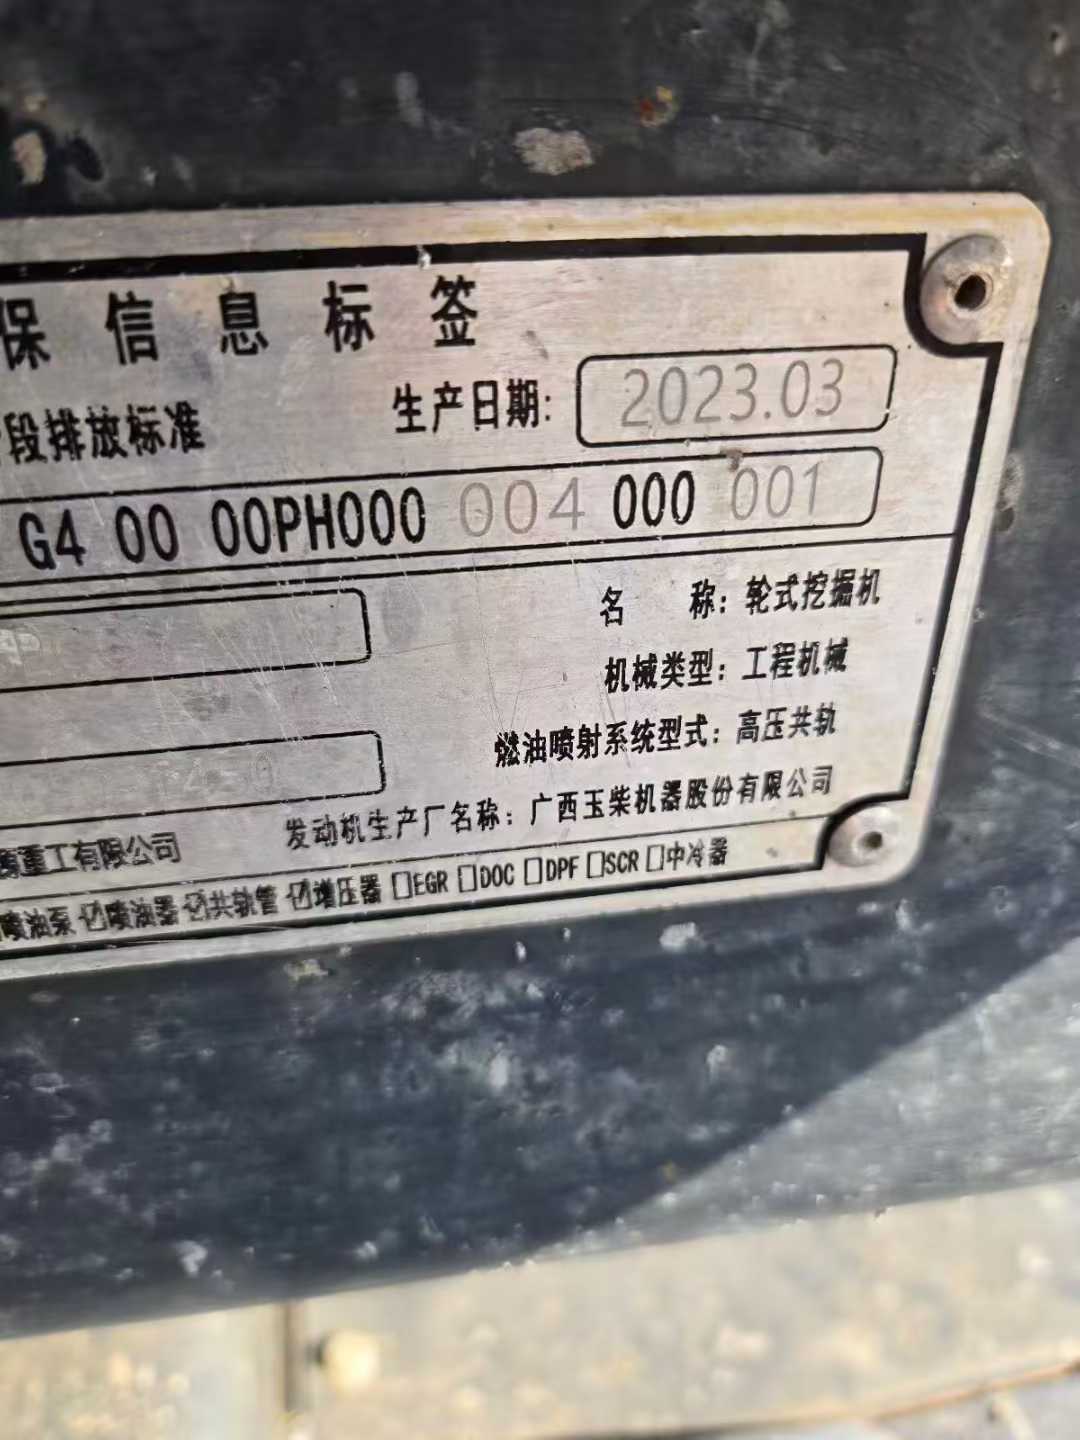 保信息标签
段排放标准 生产日期: 2023.03
G4 00 00PH000 004 000 001
名 称: 轮式挖掘机
机械类型: 工程机械
燃油喷射系统型式: 高压共轨
发动机生产厂名称: 广西玉柴机器股份有限公司
重工有限公司
喷油泵 ☑喷油器 ☑共轨管 ☑增压器 □EGR □DOC □DPF □SCR □中冷器